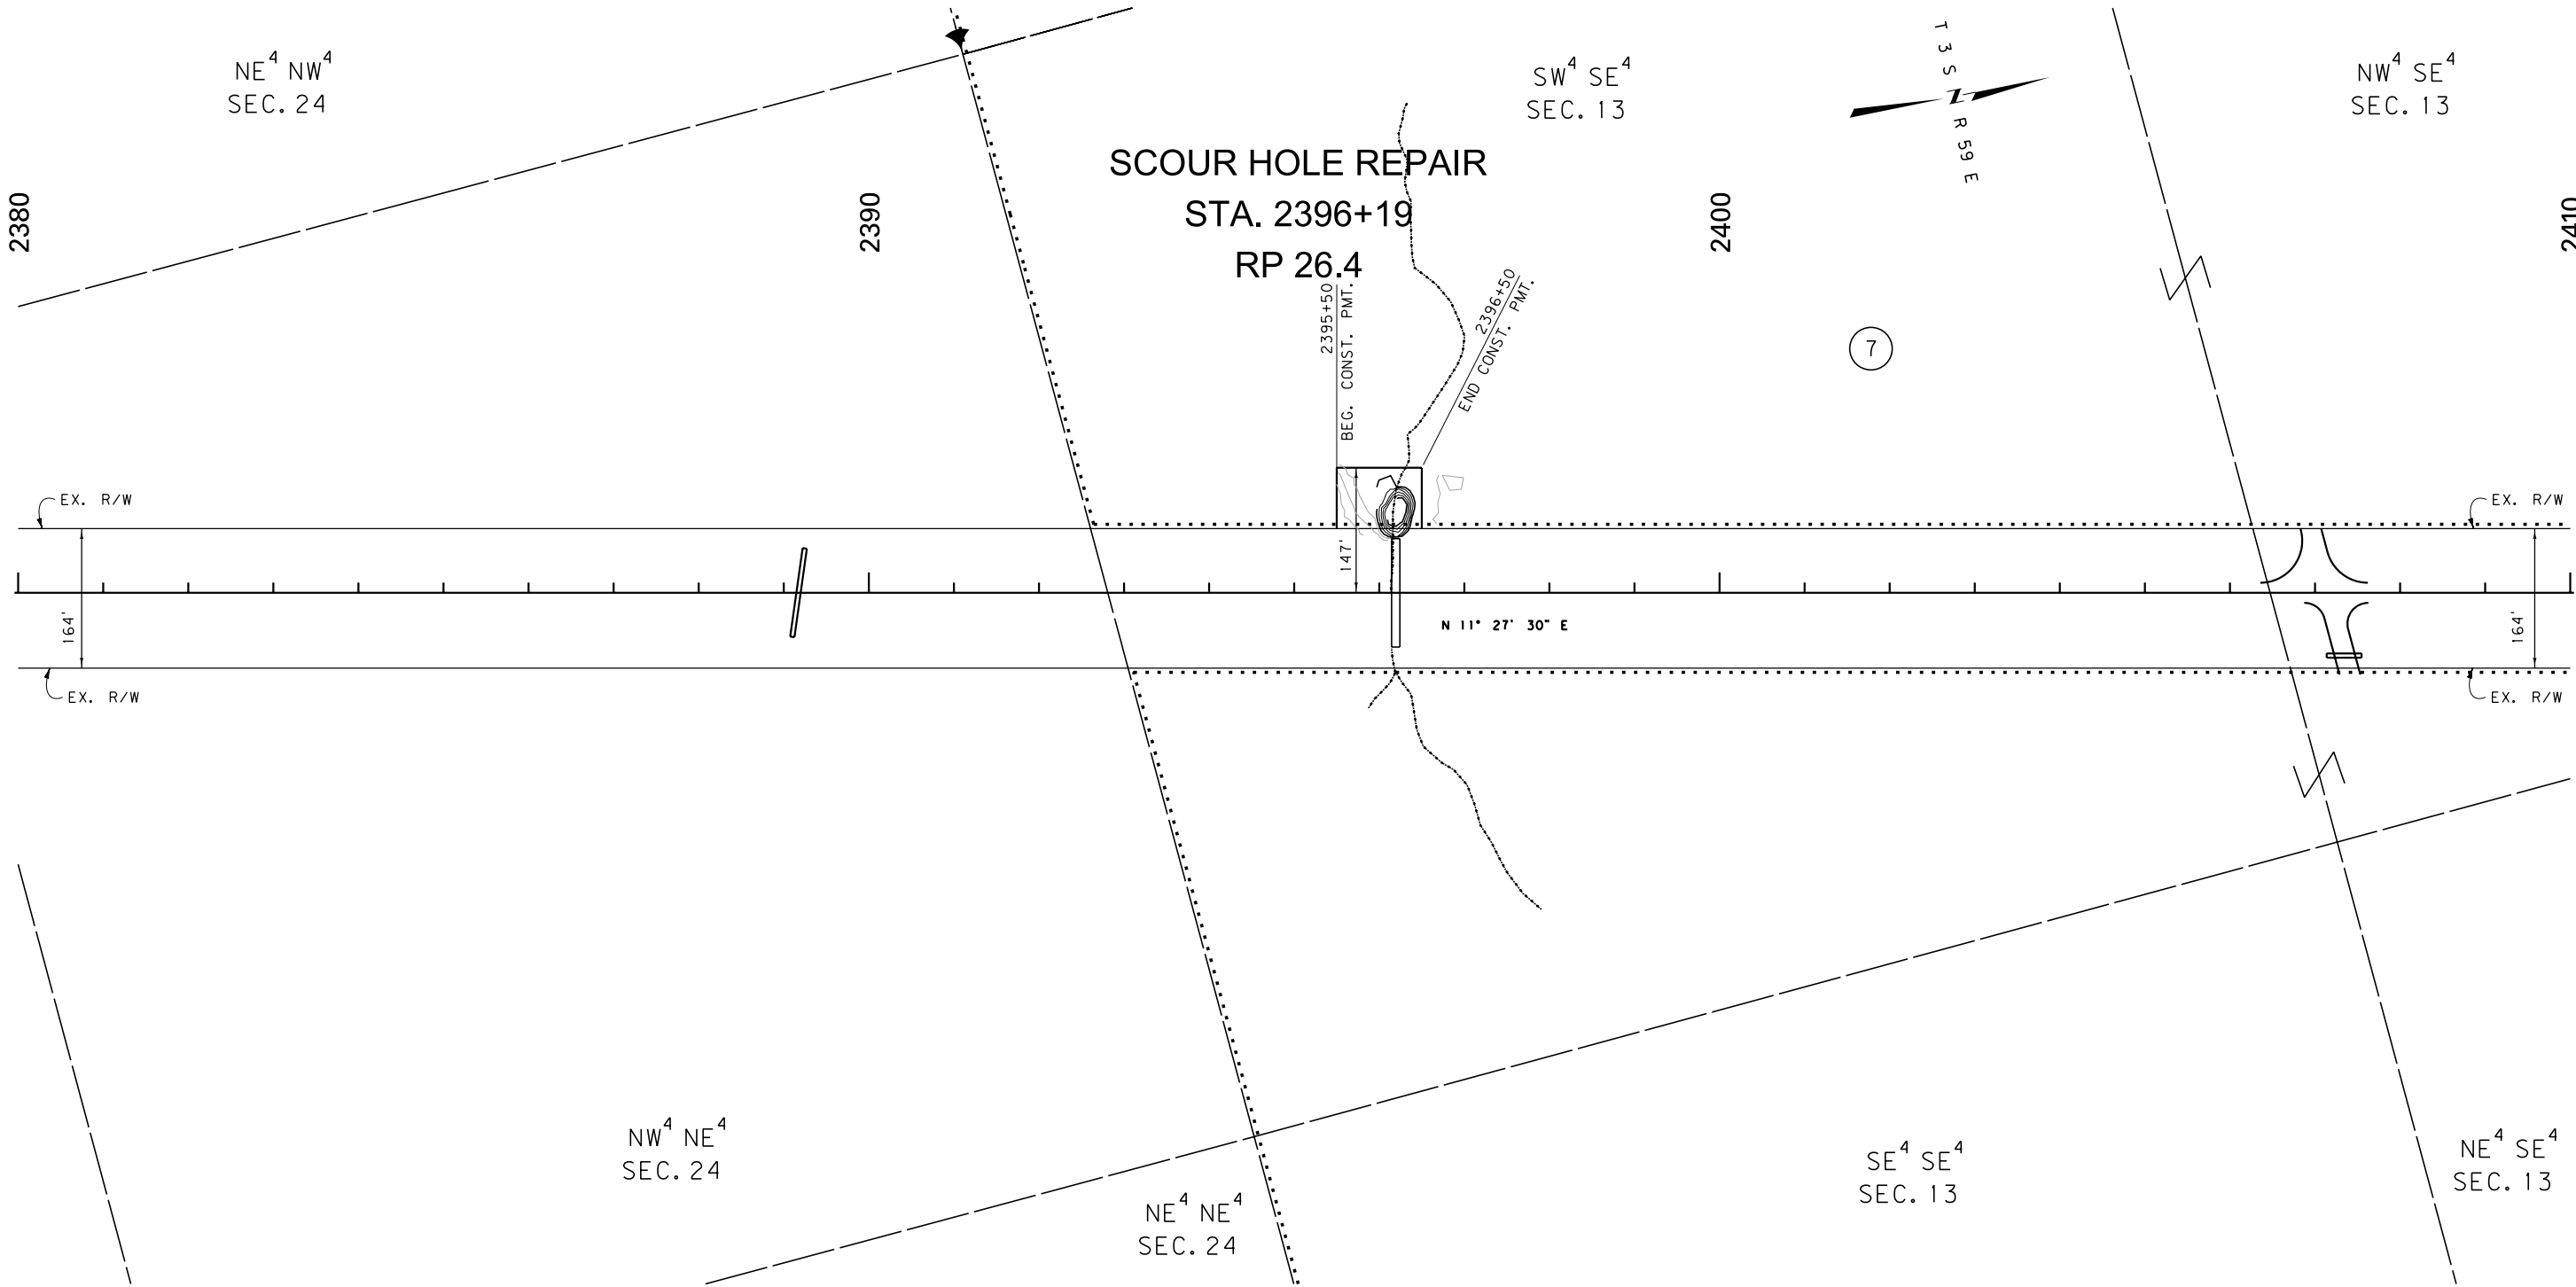 NE⁴ NW⁴
SEC. 24
SW⁴ SE⁴
SEC. 13
T 3 S
N
R 59 E
NW⁴ SE⁴
SEC. 13
SCOUR HOLE REPAIR
STA. 2396+19
RP 26.4
2380
2390
2400
2410
2395+50
BEG. CONST. PMT.
2396+50
END CONST. PMT.
7
EX. R/W
EX. R/W
147'
164'
164'
N 11° 27' 30" E
EX. R/W
EX. R/W
NW⁴ NE⁴
SEC. 24
NE⁴ NE⁴
SEC. 24
SE⁴ SE⁴
SEC. 13
NE⁴ SE⁴
SEC. 13